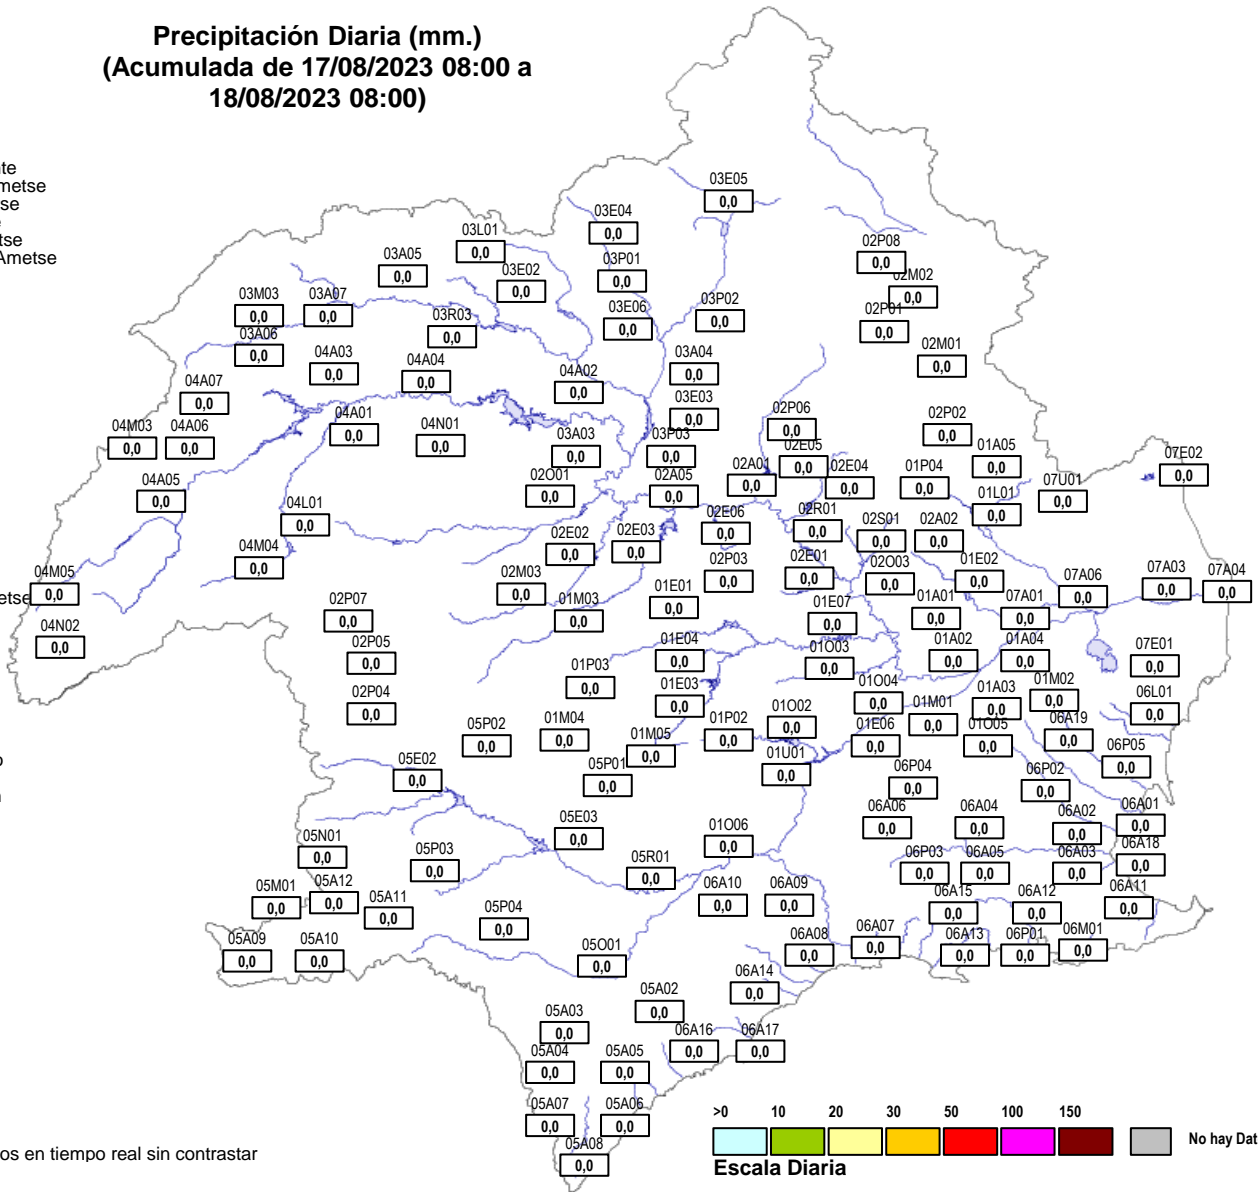 Precipitación Diaria (mm.)
(Acumulada de 17/08/2023 08:00 a
18/08/2023 08:00)
03E05
0,0
03E04
0,0
03L01
0,0
03A05
0,0
03E02
0,0
03P01
0,0
02P08
0,0
02M02
0,0
03M03
0,0
03A07
0,0
03R03
0,0
03E06
0,0
03P02
0,0
02P01
0,0
03A06
0,0
04A03
0,0
04A04
0,0
04A02
0,0
03A04
0,0
02M01
0,0
04A07
0,0
04A01
0,0
04N01
0,0
03E03
0,0
02P06
0,0
02P02
0,0
04M03
0,0
04A06
0,0
03A03
0,0
03P03
0,0
02E05
0,0
01A05
0,0
07E02
0,0
04A05
0,0
02O01
0,0
02A05
0,0
02A01
0,0
02E04
0,0
01P04
0,0
07U01
0,0
01L01
0,0
04L01
0,0
02E06
0,0
02R01
0,0
02S01
0,0
02A02
0,0
02E02
0,0
02E03
0,0
04M04
0,0
04M05
0,0
02M03
0,0
02P03
0,0
02E01
0,0
02O03
0,0
01E02
0,0
07A06
0,0
07A03
0,0
07A04
0,0
02P07
0,0
01M03
0,0
01E01
0,0
01E07
0,0
01A01
0,0
07A01
0,0
04N02
0,0
02P05
0,0
01E04
0,0
01O03
0,0
01A02
0,0
01A04
0,0
07E01
0,0
02P04
0,0
01P03
0,0
01E03
0,0
01O04
0,0
01A03
0,0
01M02
0,0
06L01
0,0
05P02
0,0
01M04
0,0
01M05
0,0
01P02
0,0
01O02
0,0
01E06
0,0
01M01
0,0
01O05
0,0
06A19
0,0
06P05
0,0
05E02
0,0
05P01
0,0
01U01
0,0
06P04
0,0
06P02
0,0
05E03
0,0
01O06
0,0
06A06
0,0
06A04
0,0
06A02
0,0
06A01
0,0
05N01
0,0
05P03
0,0
05R01
0,0
06P03
0,0
06A05
0,0
06A03
0,0
06A18
0,0
05M01
0,0
05A12
0,0
05A11
0,0
05P04
0,0
06A10
0,0
06A09
0,0
06A15
0,0
06A12
0,0
06A11
0,0
05A09
0,0
05A10
0,0
05O01
0,0
06A08
0,0
06A07
0,0
06A13
0,0
06P01
0,0
06M01
0,0
06A14
0,0
05A02
0,0
05A03
0,0
06A16
0,0
06A17
0,0
05A04
0,0
05A05
0,0
05A07
0,0
05A06
0,0
05A08
0,0
>0 10 20 30 50 100 150
No hay Dat
Escala Diaria
os en tiempo real sin contrastar